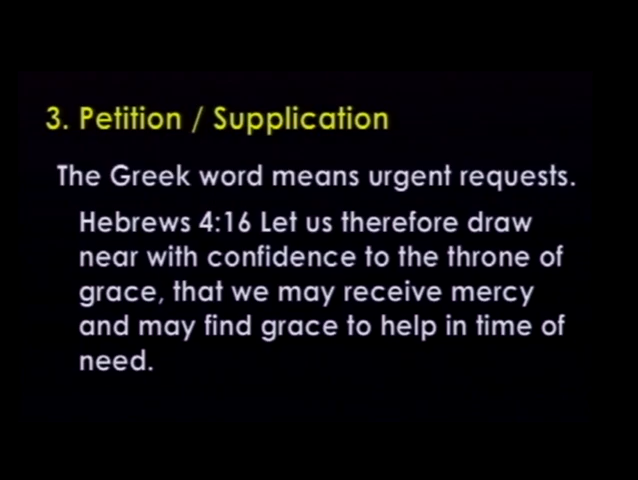 3. Petition / Supplication
The Greek word means urgent requests.
Hebrews 4:16 Let us therefore draw
near with confidence to the throne of
grace, that we may receive mercy
and may find grace to help in time of
need.